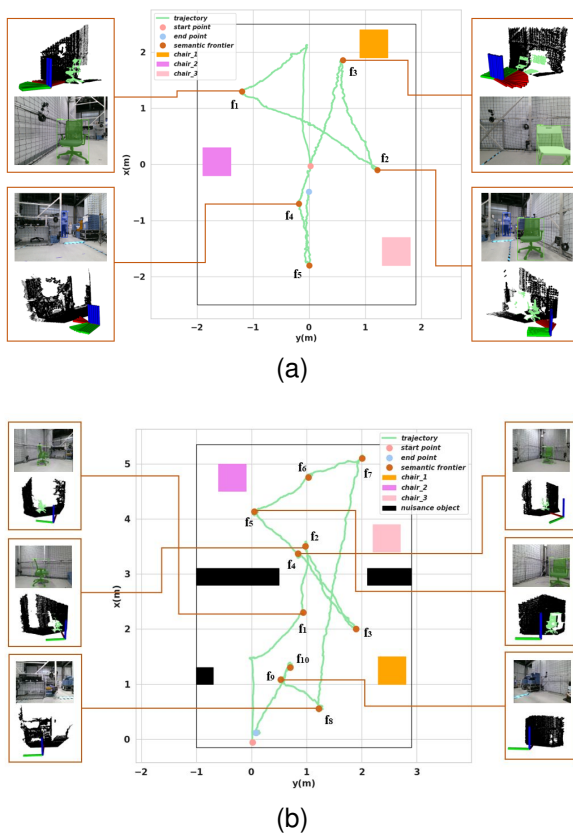 trajectory
start point
end point
semantic frontier
chair_1
chair_2
chair_3
2
1
0
−1
−2
x(m)
f1
f3
f2
f4
f5
−2
−1
0
1
2
y(m)
(a)
trajectory
start point
end point
semantic frontier
chair_1
chair_2
chair_3
nuisance object
5
4
3
2
1
0
x(m)
f6
f7
f5
f2
f4
f1
f3
f10
f9
f8
−2
−1
0
1
2
3
y(m)
(b)